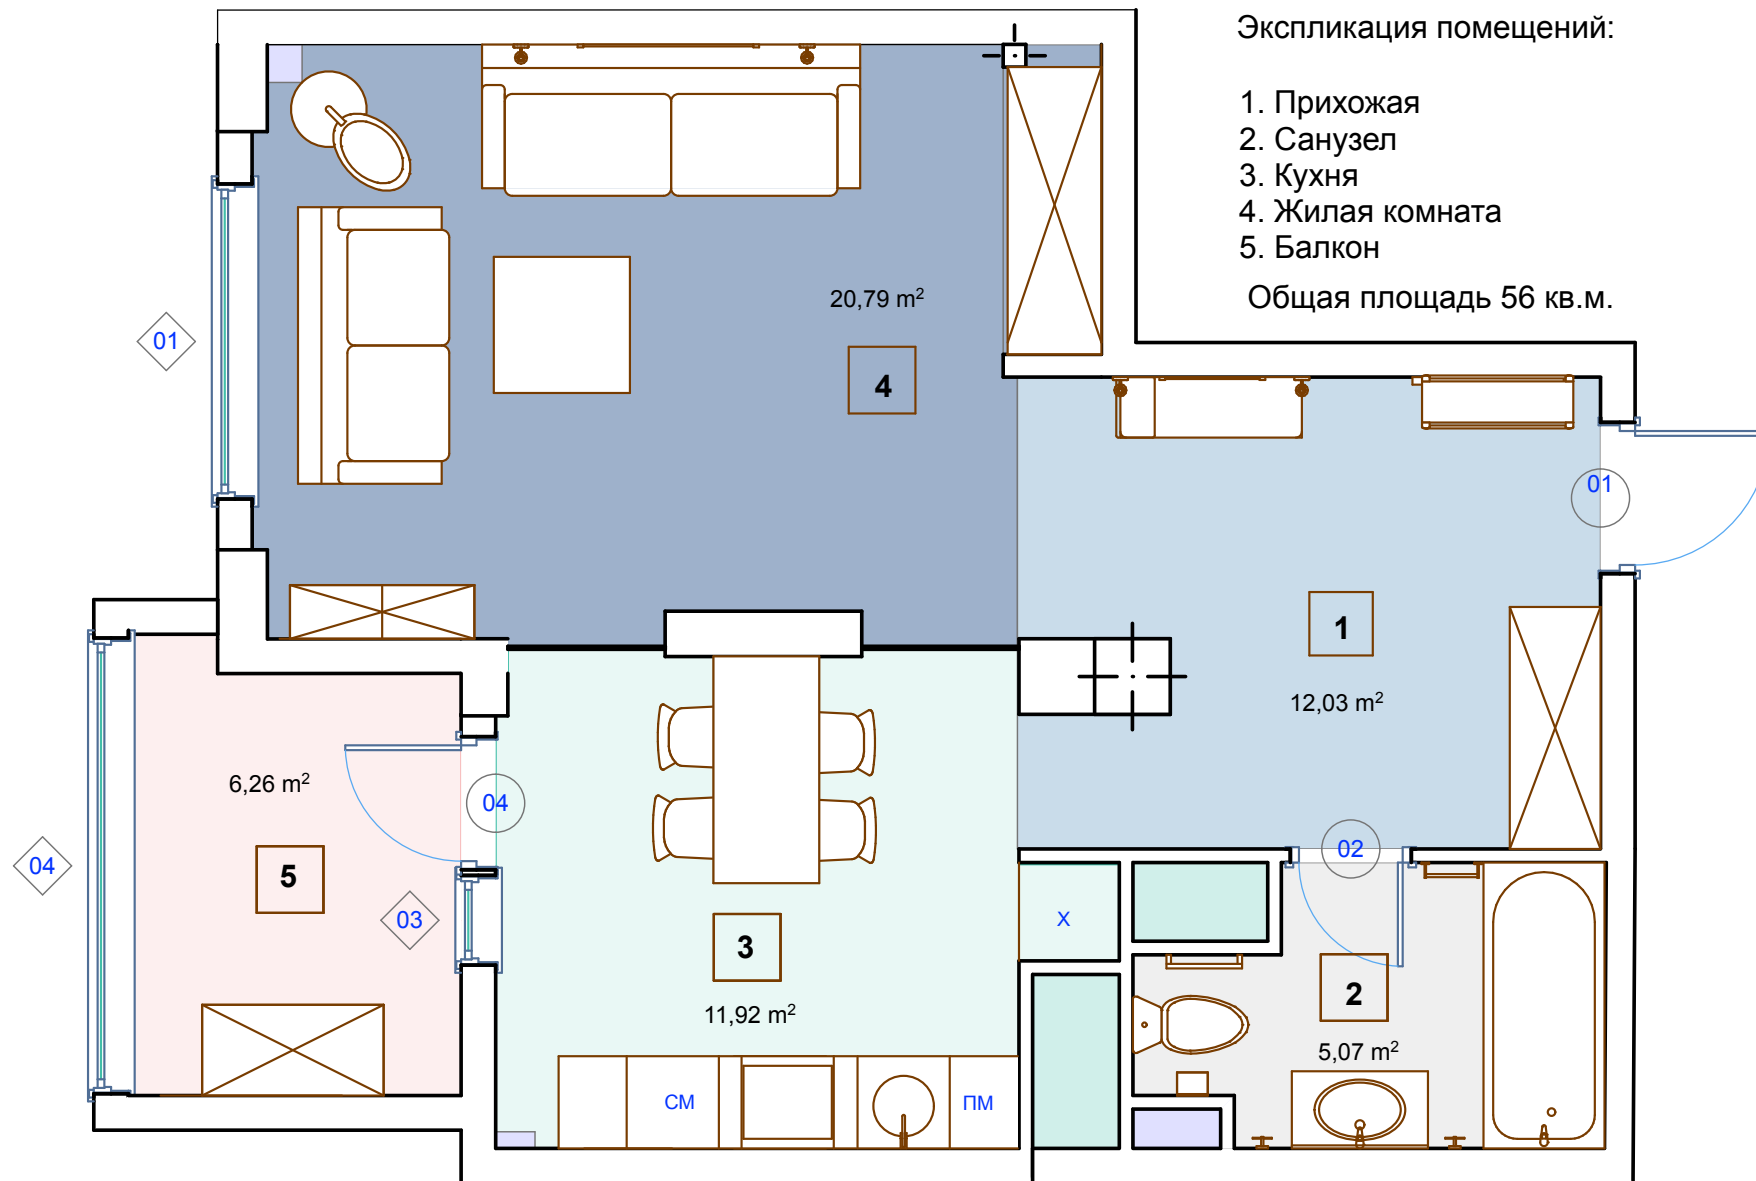 Экспликация помещений:
1. Прихожая
2. Санузел
3. Кухня
4. Жилая комната
5. Балкон
Общая площадь 56 кв.м.
20,79 m²
01
4
01
1
12,03 m²
6,26 m²
04
02
04
5
03
3
X
2
11,92 m²
5,07 m²
СМ
ПМ